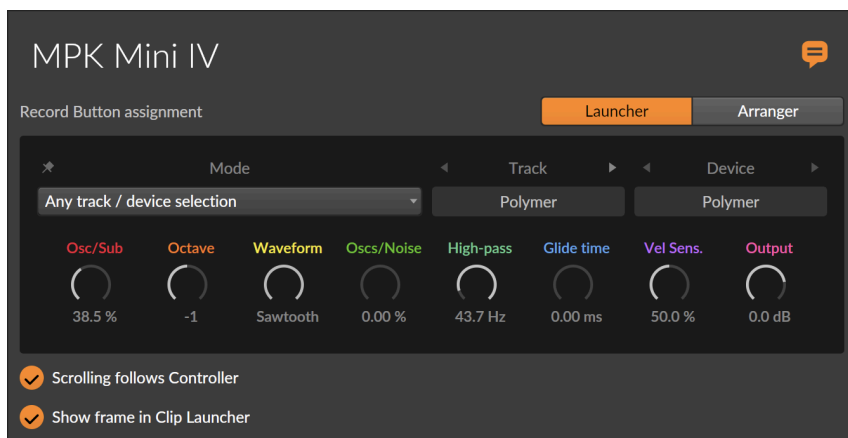 MPK Mini IV
Record Button assignment Launcher Arranger
Mode Track Device
Any track / device selection Polymer Polymer
Osc/Sub Octave Waveform Oscs/Noise High-pass Glide time Vel Sens. Output
38.5 % -1 Sawtooth 0.00 % 43.7 Hz 0.00 ms 50.0 % 0.0 dB
Scrolling follows Controller
Show frame in Clip Launcher